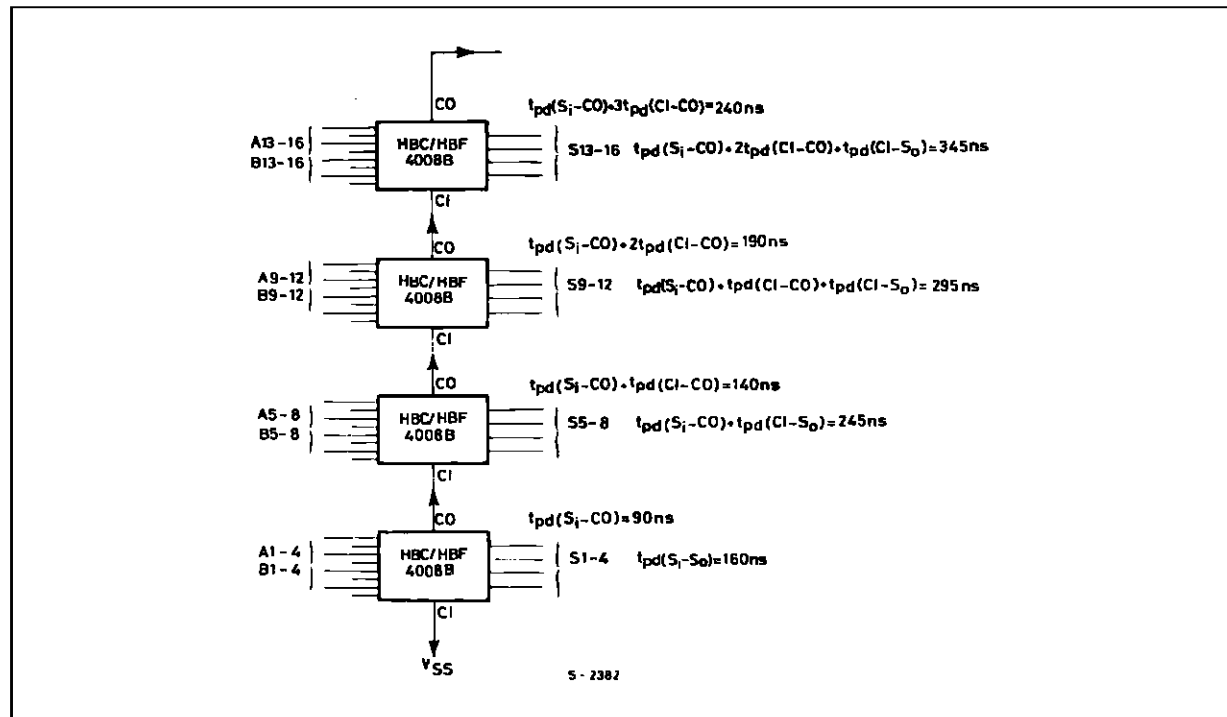 CO tpd(Si-CO)+3tpd(CI-CO)=240ns
A13-16
B13-16
HBC/HBF
4008B
S13-16 tpd(Si-CO)+2tpd(CI-CO)+tpd(CI-So)=345ns
CI
CO tpd(Si-CO)+2tpd(CI-CO)=190ns
A9-12
B9-12
HBC/HBF
4008B
S9-12 tpd(Si-CO)+tpd(CI-CO)+tpd(CI-So)=295ns
CI
CO tpd(Si-CO)+tpd(CI-CO)=140ns
A5-8
B5-8
HBC/HBF
4008B
S5-8 tpd(Si-CO)+tpd(CI-So)=245ns
CI
CO tpd(Si-CO)=90ns
A1-4
B1-4
HBC/HBF
4008B
S1-4 tpd(Si-So)=160ns
CI
VSS
S-2382